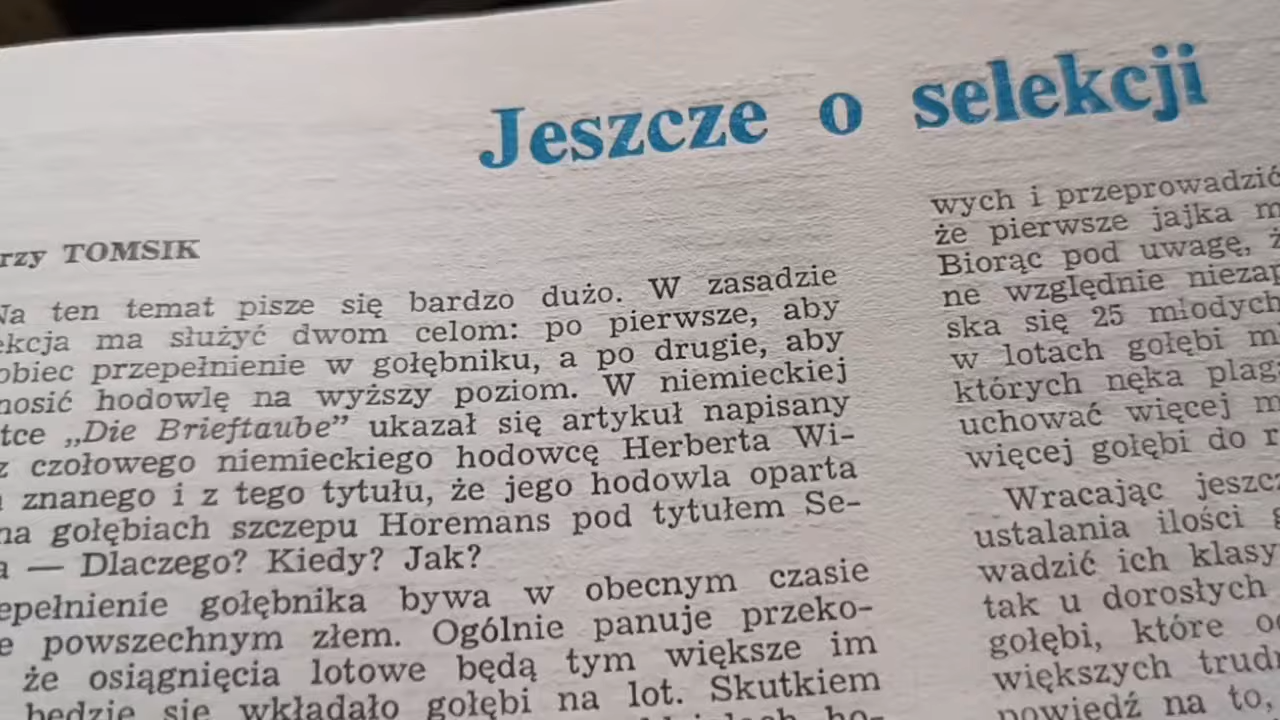 Jeszcze o selekcji
rzy TOMSIK
Na ten temat pisze się bardzo dużo. W zasadzie
ekcja ma służyć dwom celom: po pierwsze, aby
obiec przepełnienie w gołębniku, a po drugie, aby
nosić hodowlę na wyższy poziom. W niemieckiej
tce „Die Brieftaube” ukazał się artykuł napisany
z czołowego niemieckiego hodowcę Herberta Wi-
znanego i z tego tytułu, że jego hodowla oparta
na gołębiach szczepu Horemans pod tytułem Se-
a — Dlaczego? Kiedy? Jak?
epełnienie gołębnika bywa w obecnym czasie
e powszechnym złem. Ogólnie panuje przeko-
że osiągnięcia lotowe będą tym większe im
będzie się wkładało gołębi na lot. Skutkiem
wych i przeprowadzić
że pierwsze jajka m
Biorąc pod uwagę, ż
ne względnie niezap
ska się 25 młodych
w lotach gołębi m
których nęka plag
uchować więcej m
więcej gołębi do r
Wracając jeszcz
ustalania ilości g
wadzić ich klasy
tak u dorosłych
gołębi, które od
większych trud
powiedź na to,